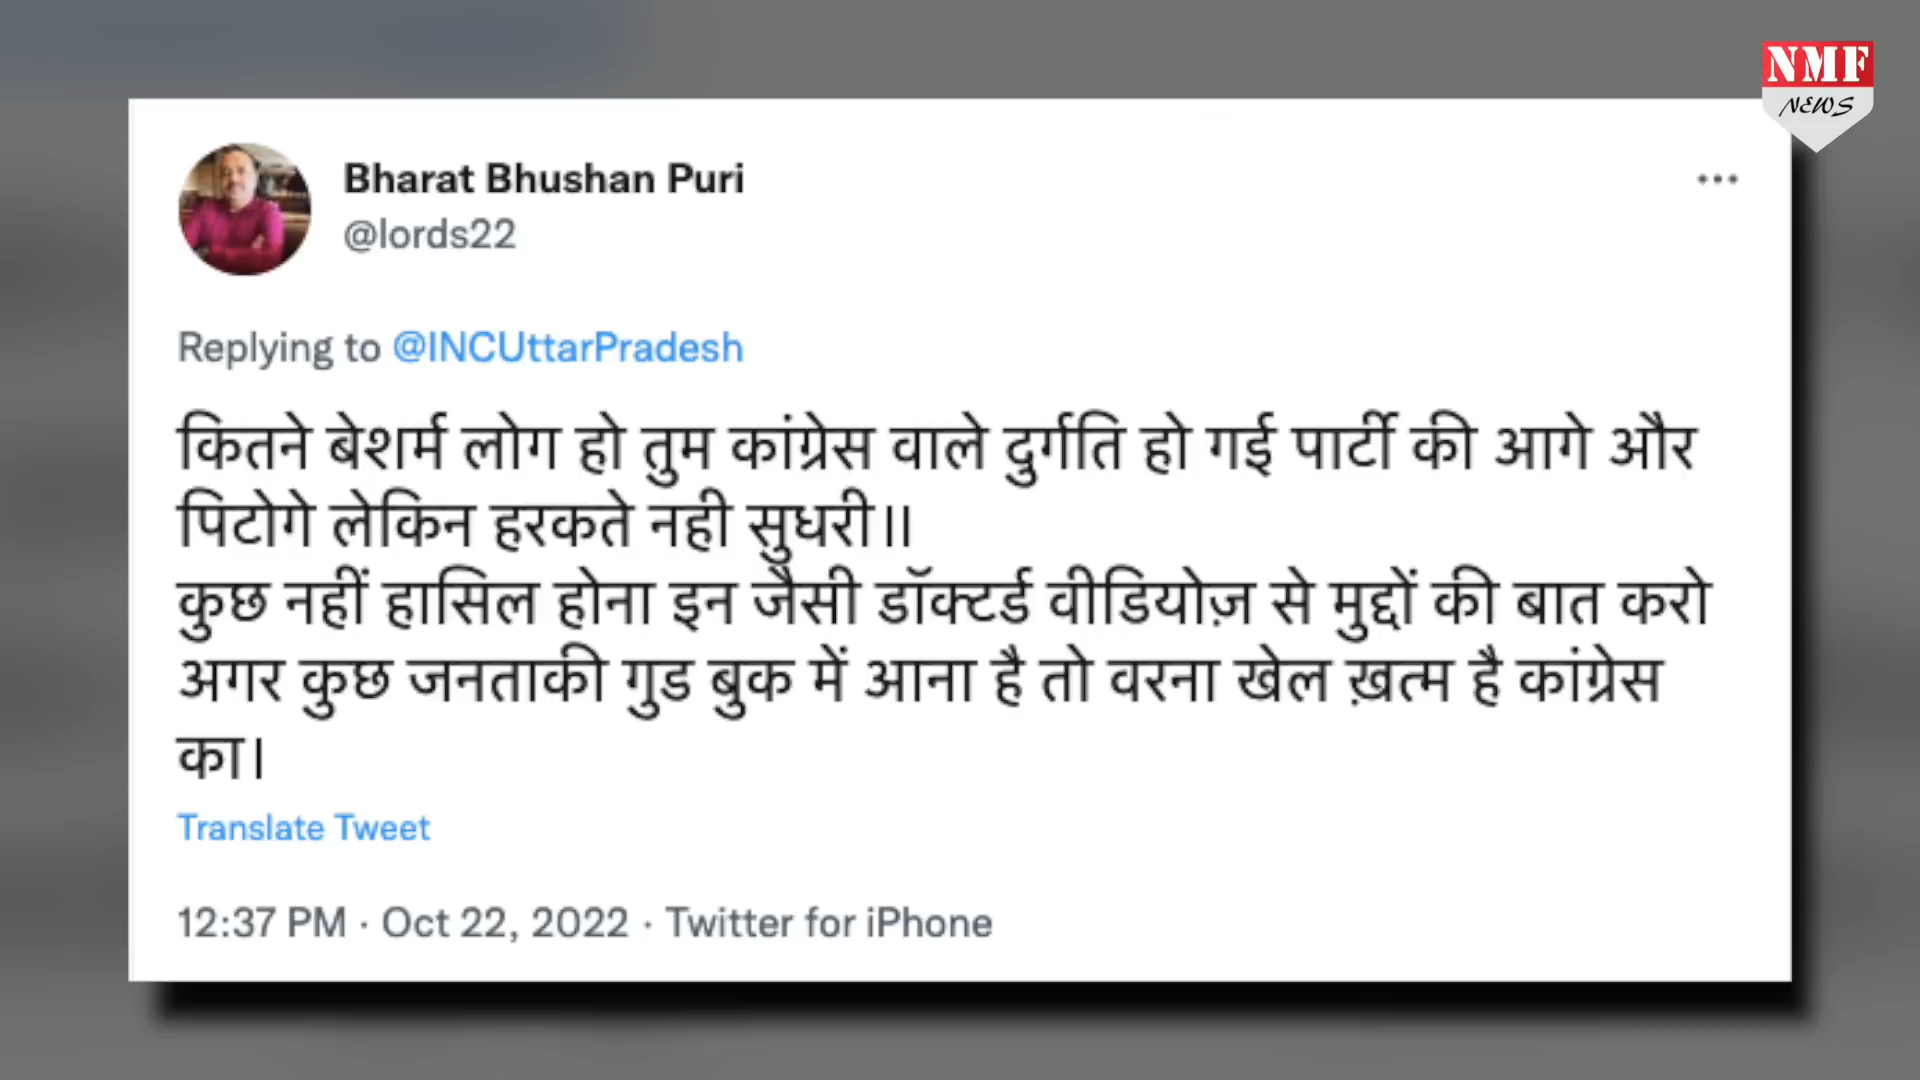 NMF
NEWS
Bharat Bhushan Puri
@lords22
Replying to @INCUttarPradesh
कितने बेशर्म लोग हो तुम कांग्रेस वाले दुर्गति हो गई पार्टी की आगे और
पिटोगे लेकिन हरकते नही सुधरी॥
कुछ नहीं हासिल होना इन जैसी डॉक्टर्ड वीडियोज़ से मुद्दों की बात करो
अगर कुछ जनताकी गुड बुक में आना है तो वरना खेल ख़त्म है कांग्रेस
का।
Translate Tweet
12:37 PM · Oct 22, 2022 · Twitter for iPhone